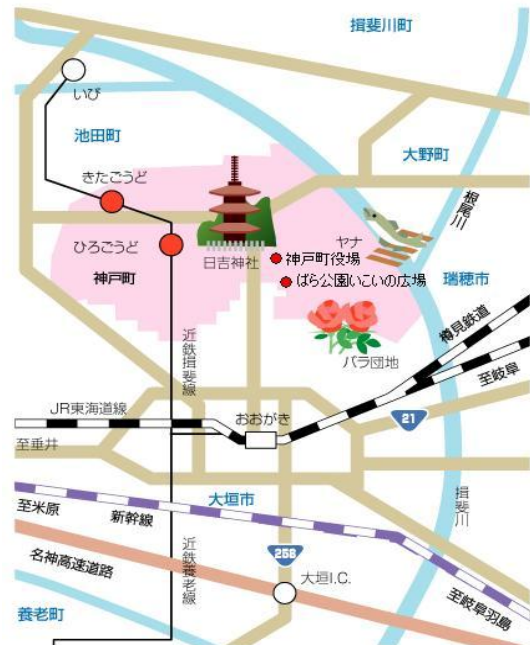 揖斐川町
いび
池田町
大野町
きたごうど
根尾川
ヤナ
ひろごうど
日吉神社
神戸町役場
神戸町
ばら公園いこいの広場
瑞穂市
バラ団地
樽見鉄道
近鉄揖斐線
至岐阜
JR東海道線
おおがき
21
至垂井
大垣市
揖斐川
至米原
新幹線
名神高速道路
近鉄養老線
258
大垣I.C.
養老町
至岐阜羽島